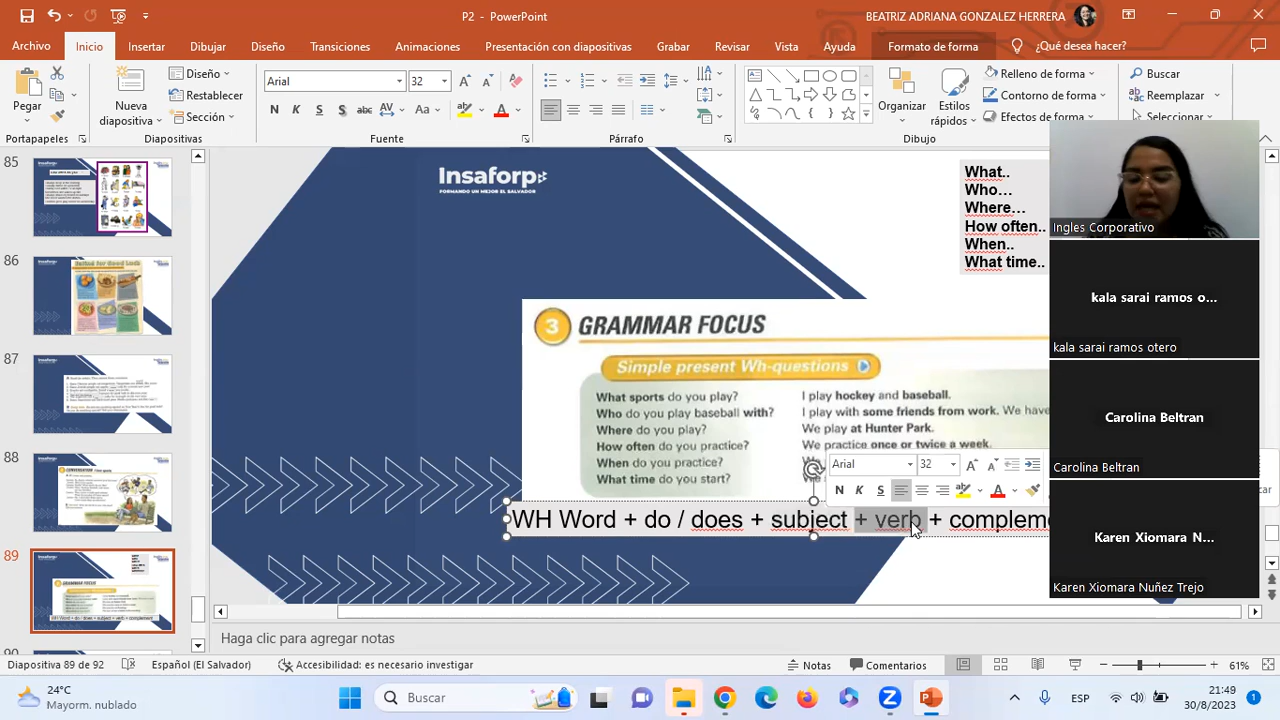 P2 - PowerPoint
BEATRIZ ADRIANA GONZALEZ HERRERA
Archivo Inicio Insertar Dibujar Diseño Transiciones Animaciones Presentación con diapositivas Grabar Revisar Vista Ayuda Formato de forma ¿Qué desea hacer?
Pegar
Nueva diapositiva
Diseño
Restablecer
Sección
Arial 32
N K S S abc AV Aa A
Organizar
Estilos rápidos
Relleno de forma
Contorno de forma
Efectos de forma
Buscar
Reemplazar
Seleccionar
Portapapeles Diapositivas Fuente Párrafo Dibujo
85
86
87
88
89
Insaforp
FORMANDO UN MEJOR EL SALVADOR
What..
Who...
Where...
How often..
When..
What time..
3 GRAMMAR FOCUS
Simple present Wh-questions
What sports do you play? I play hockey and baseball.
Who do you play baseball with? I play with some friends from work. We have
Where do you play? We play at Hunter Park.
How often do you practice? We practice once or twice a week.
When do you practice?
What time do you start?
Arial 32
N K S
WH Word + do / does + subject + verb + complem
Ingles Corporativo
kala sarai ramos o...
kala sarai ramos otero
Carolina Beltran
Carolina Beltran
Karen Xiomara N...
Karen Xiomara Nuñez Trejo
Haga clic para agregar notas
Diapositiva 89 de 92 Español (El Salvador) Accesibilidad: es necesario investigar Notas Comentarios 61%
24°C
Mayorm. nublado
Buscar
ESP
21:49
30/8/2023
1